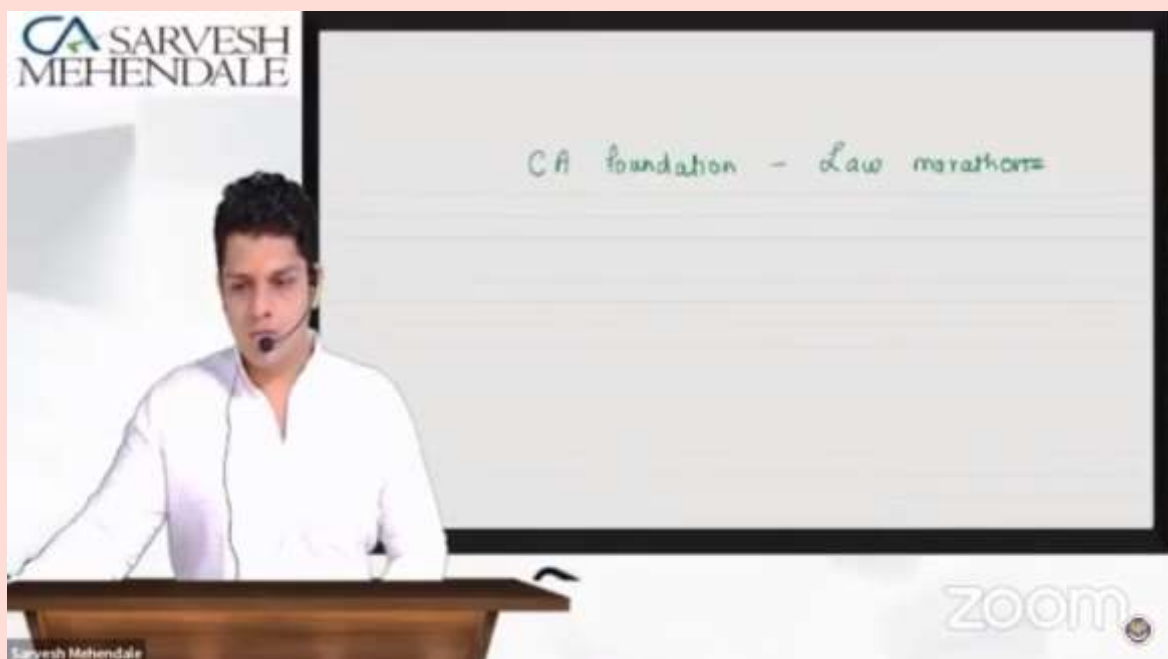 CA SARVESH
MEHENDALE
CA foundation - Law marathon
zoom
Sarvesh Mehendale